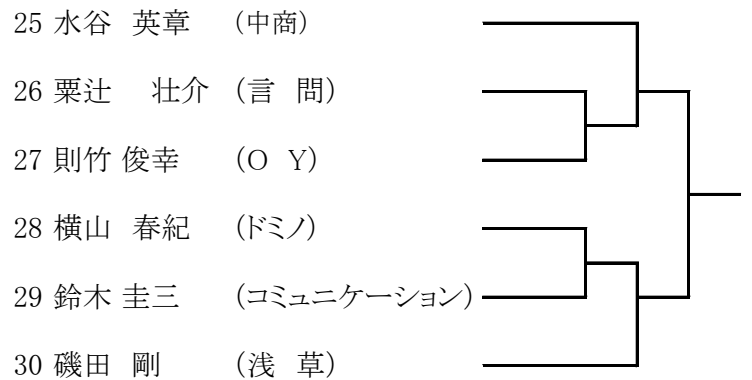 25 水谷 英章 (中商)
26 粟辻 壮介 (言 問)
27 則竹 俊幸 (O Y)
28 横山 春紀 (ドミノ)
29 鈴木 圭三 (コミュニケーション)
30 磯田 剛 (浅 草)